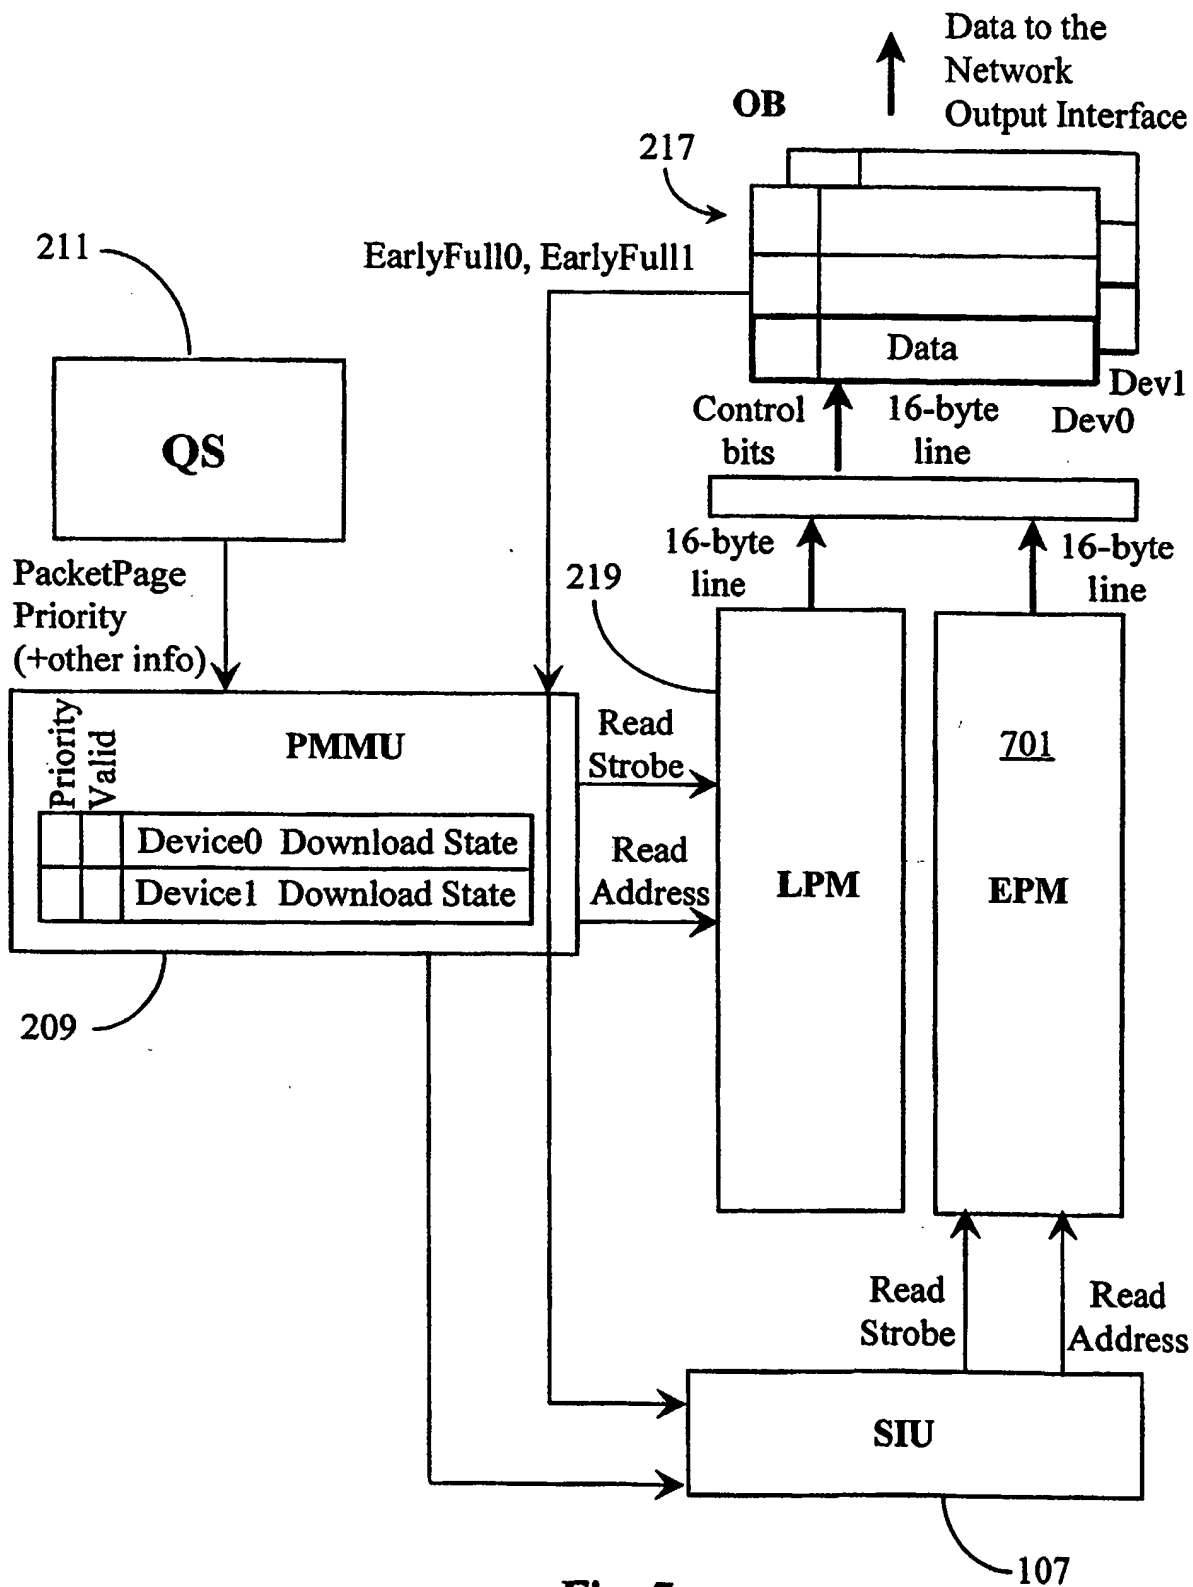 Data to the
Network
Output Interface
OB
217
211
EarlyFull0, EarlyFull1
Data
Dev1
Dev0
Control
bits
16-byte
line
QS
16-byte
line
16-byte
line
219
PacketPage
Priority
(+other info)
Priority
Valid
PMMU
Read
Strobe
701
Device0 Download State
Device1 Download State
Read
Address
LPM
EPM
209
Read
Strobe
Read
Address
SIU
107